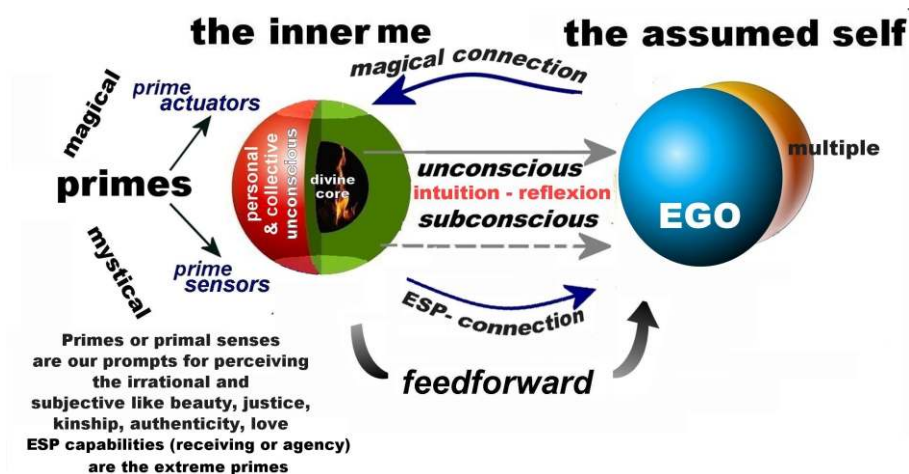 the inner me
the assumed self
magical connection
magical
prime
actuators
primes
mystical
prime
sensors
personal
& collective
unconscious
divine
core
unconscious
intuition - reflexion
subconscious
EGO
multiple
ESP- connection
feedforward
Primes or primal senses
are our prompts for perceiving
the irrational and
subjective like beauty, justice,
kinship, authenticity, love
ESP capabilities (receiving or agency)
are the extreme primes